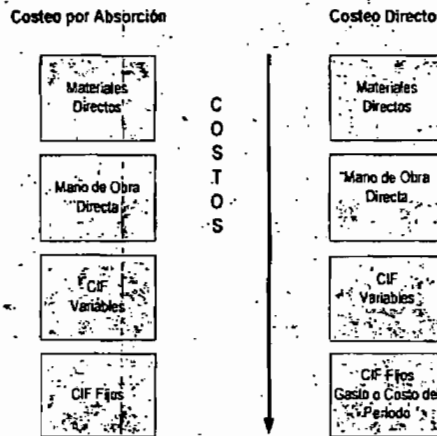 Costeo por Absorción
Materiales
Directos
Mano de Obra
Directa
CIF
Variables
CIF Fijos
C
O
S
T
O
S
Costeo Directo
Materiales
Directos
Mano de Obra
Directa
CIF
Variables
CIF Fijos
Gasto o Costo del
Periodo